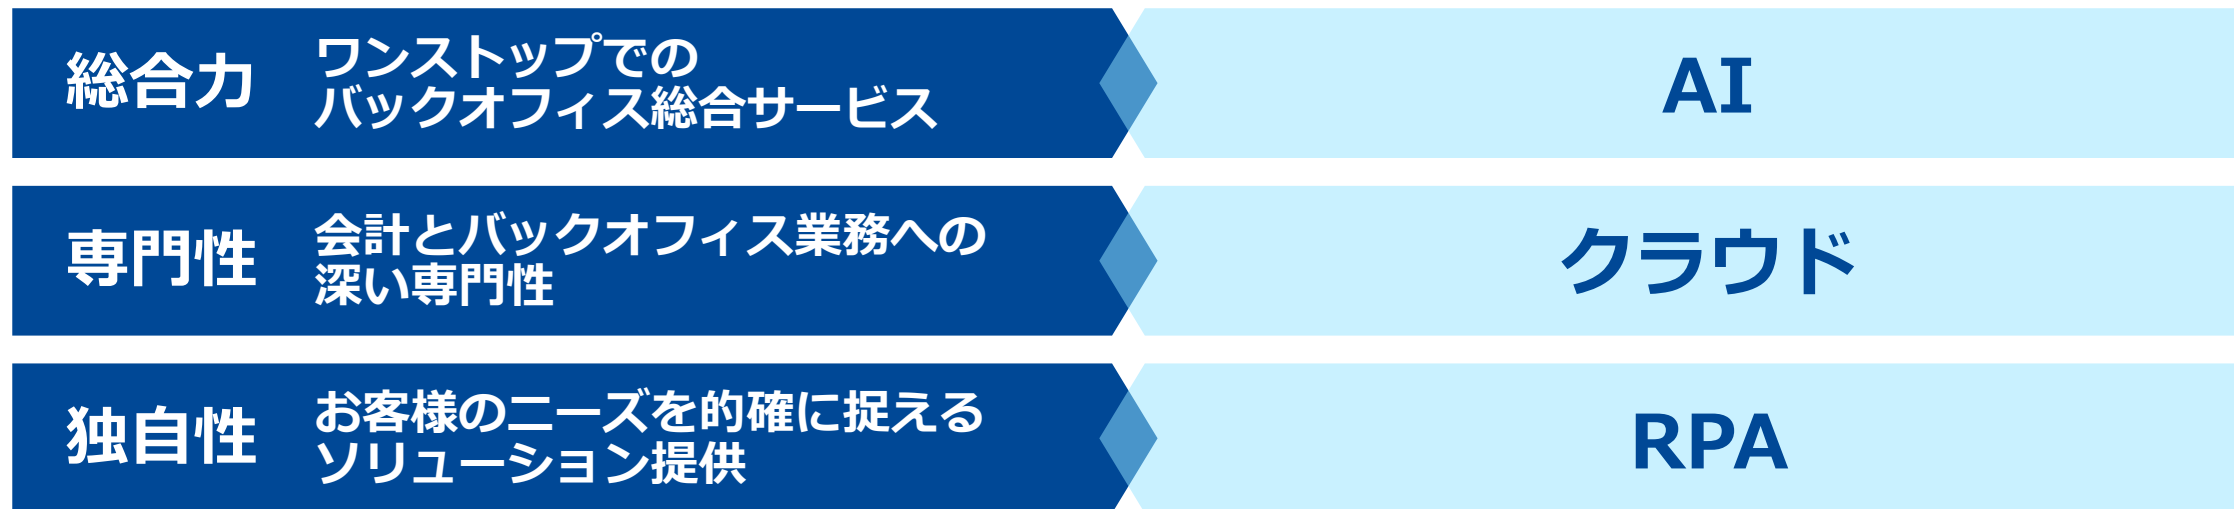 総合力
ワンストップでの
バックオフィス総合サービス
AI
専門性
会計とバックオフィス業務への
深い専門性
クラウド
独自性
お客様のニーズを的確に捉える
ソリューション提供
RPA